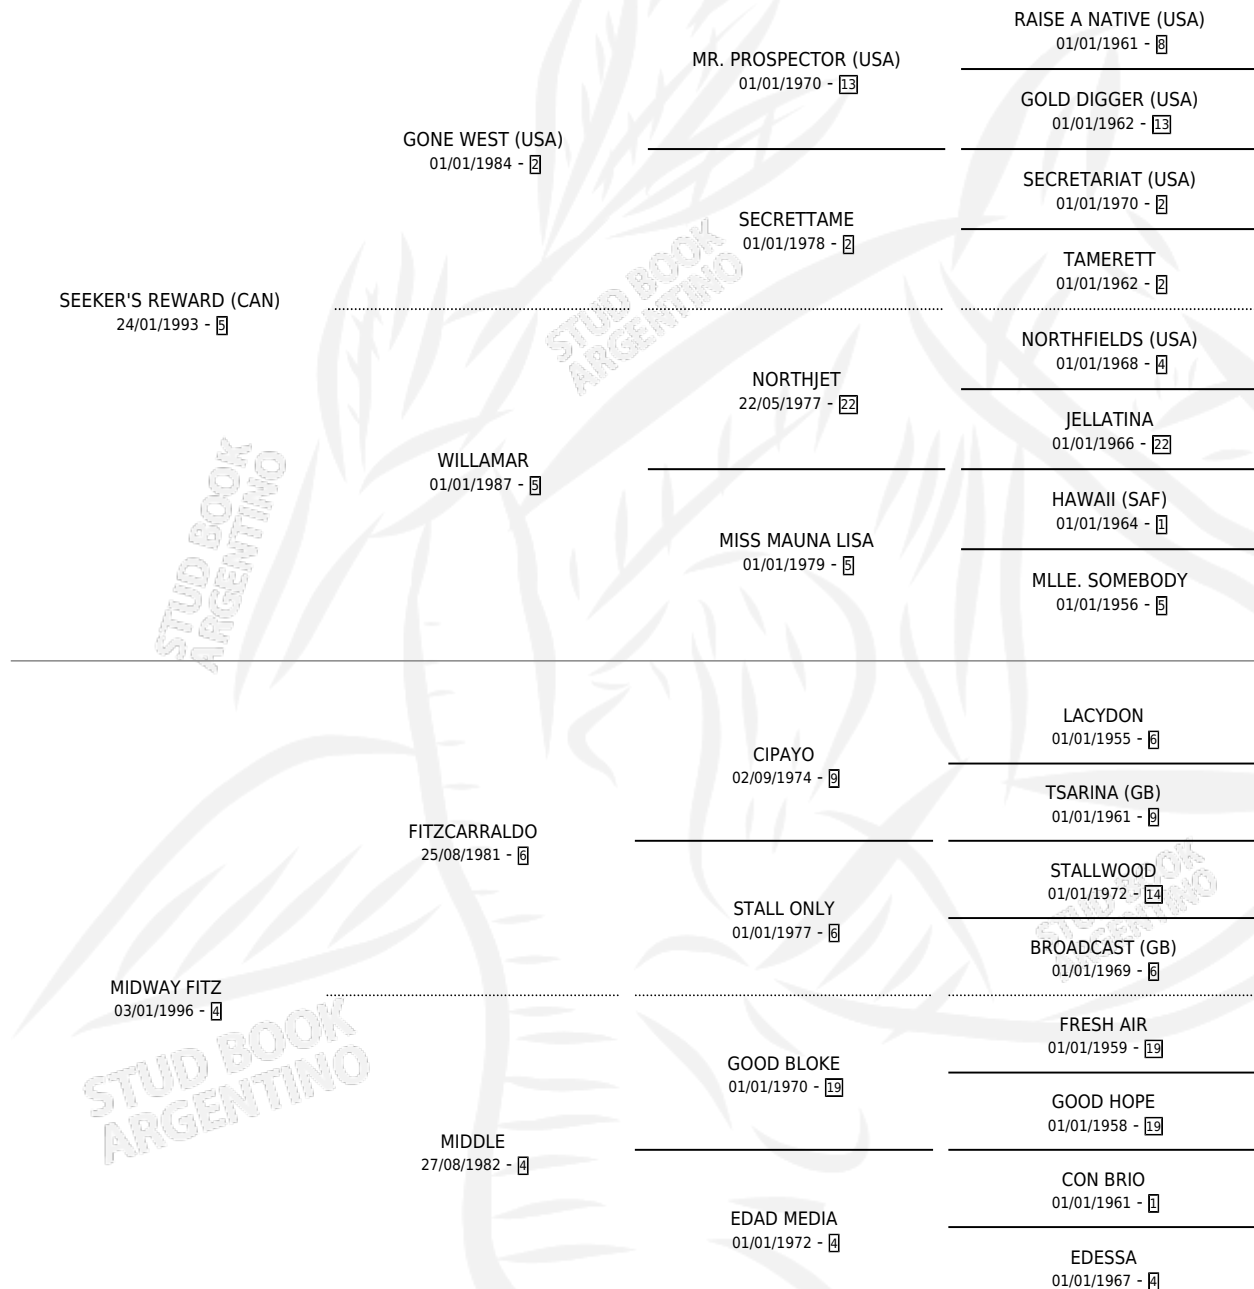 RAISE A NATIVE (USA)
01/01/1961 - 8
MR. PROSPECTOR (USA)
01/01/1970 - 13
GOLD DIGGER (USA)
01/01/1962 - 13
GONE WEST (USA)
01/01/1984 - 2
SECRETARIAT (USA)
01/01/1970 - 2
SECRETTAME
01/01/1978 - 2
TAMERETT
01/01/1962 - 2
SEEKER'S REWARD (CAN)
24/01/1993 - 5
NORTHFIELDS (USA)
01/01/1968 - 4
NORTHJET
22/05/1977 - 22
JELLATINA
01/01/1966 - 22
WILLAMAR
01/01/1987 - 5
HAWAII (SAF)
01/01/1964 - 1
MISS MAUNA LISA
01/01/1979 - 5
MLLE. SOMEBODY
01/01/1956 - 5
LACYDON
01/01/1955 - 6
CIPAYO
02/09/1974 - 9
TSARINA (GB)
01/01/1961 - 9
FITZCARRALDO
25/08/1981 - 6
STALLWOOD
01/01/1972 - 14
STALL ONLY
01/01/1977 - 6
BROADCAST (GB)
01/01/1969 - 6
MIDWAY FITZ
03/01/1996 - 4
FRESH AIR
01/01/1959 - 19
GOOD BLOKE
01/01/1970 - 19
GOOD HOPE
01/01/1958 - 19
MIDDLE
27/08/1982 - 4
CON BRIO
01/01/1961 - 1
EDAD MEDIA
01/01/1972 - 4
EDESSA
01/01/1967 - 4
STUD BOOK
ARGENTINO
STUD BOOK
ARGENTINO
STUD BOOK
ARGENTINO
STUD BOOK
ARGENTINO